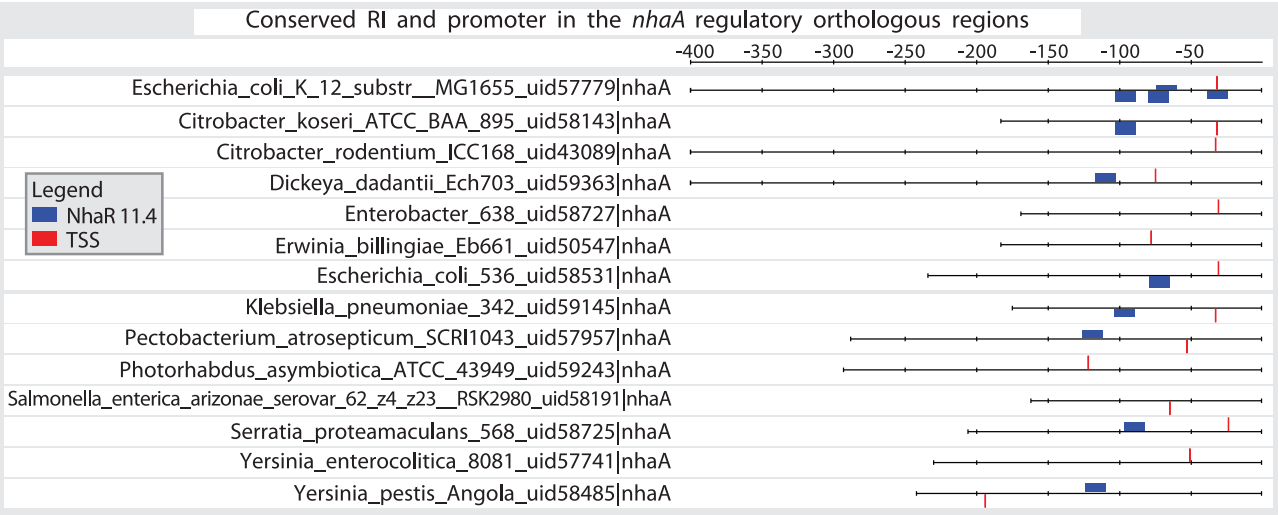 Conserved RI and promoter in the nhaA regulatory orthologous regions
-400 -350 -300 -250 -200 -150 -100 -50
Escherichia_coli_K_12_substr__MG1655_uid57779|nhaA
Citrobacter_koseri_ATCC_BAA_895_uid58143|nhaA
Citrobacter_rodentium_ICC168_uid43089|nhaA
Dickeya_dadantii_Ech703_uid59363|nhaA
Enterobacter_638_uid58727|nhaA
Erwinia_billingiae_Eb661_uid50547|nhaA
Escherichia_coli_536_uid58531|nhaA
Klebsiella_pneumoniae_342_uid59145|nhaA
Pectobacterium_atrosepticum_SCRI1043_uid57957|nhaA
Photorhabdus_asymbiotica_ATCC_43949_uid59243|nhaA
Salmonella_enterica_arizonae_serovar_62_z4_z23__RSK2980_uid58191|nhaA
Serratia_proteamaculans_568_uid58725|nhaA
Yersinia_enterocolitica_8081_uid57741|nhaA
Yersinia_pestis_Angola_uid58485|nhaA
Legend
NhaR 11.4
TSS